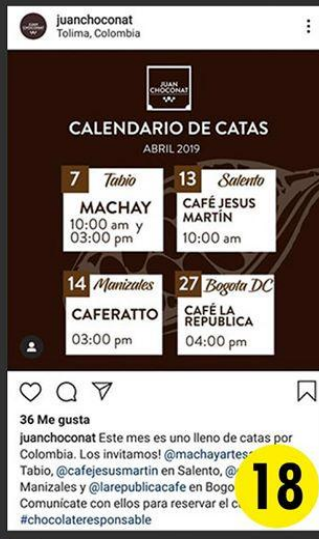 juanchoconat
Tolima, Colombia
JUAN
CHOCONAT
CALENDARIO DE CATAS
ABRIL 2019
7 Tabio
MACHAY
10:00 am y
03:00 pm
13 Salento
CAFÉ JESUS
MARTÍN
10:00 am
14 Manizales
CAFERATTO
03:00 pm
27 Bogota DC
CAFÉ LA
REPUBLICA
04:00 pm
36 Me gusta
juanchoconat Este mes es uno lleno de catas por
Colombia. Los invitamos!
Tabio, @cafejesusmartin en Salento,
Manizales y @larepublicacafe en
Comunícate con ellos para reservar el
#chocolateresponsable
18